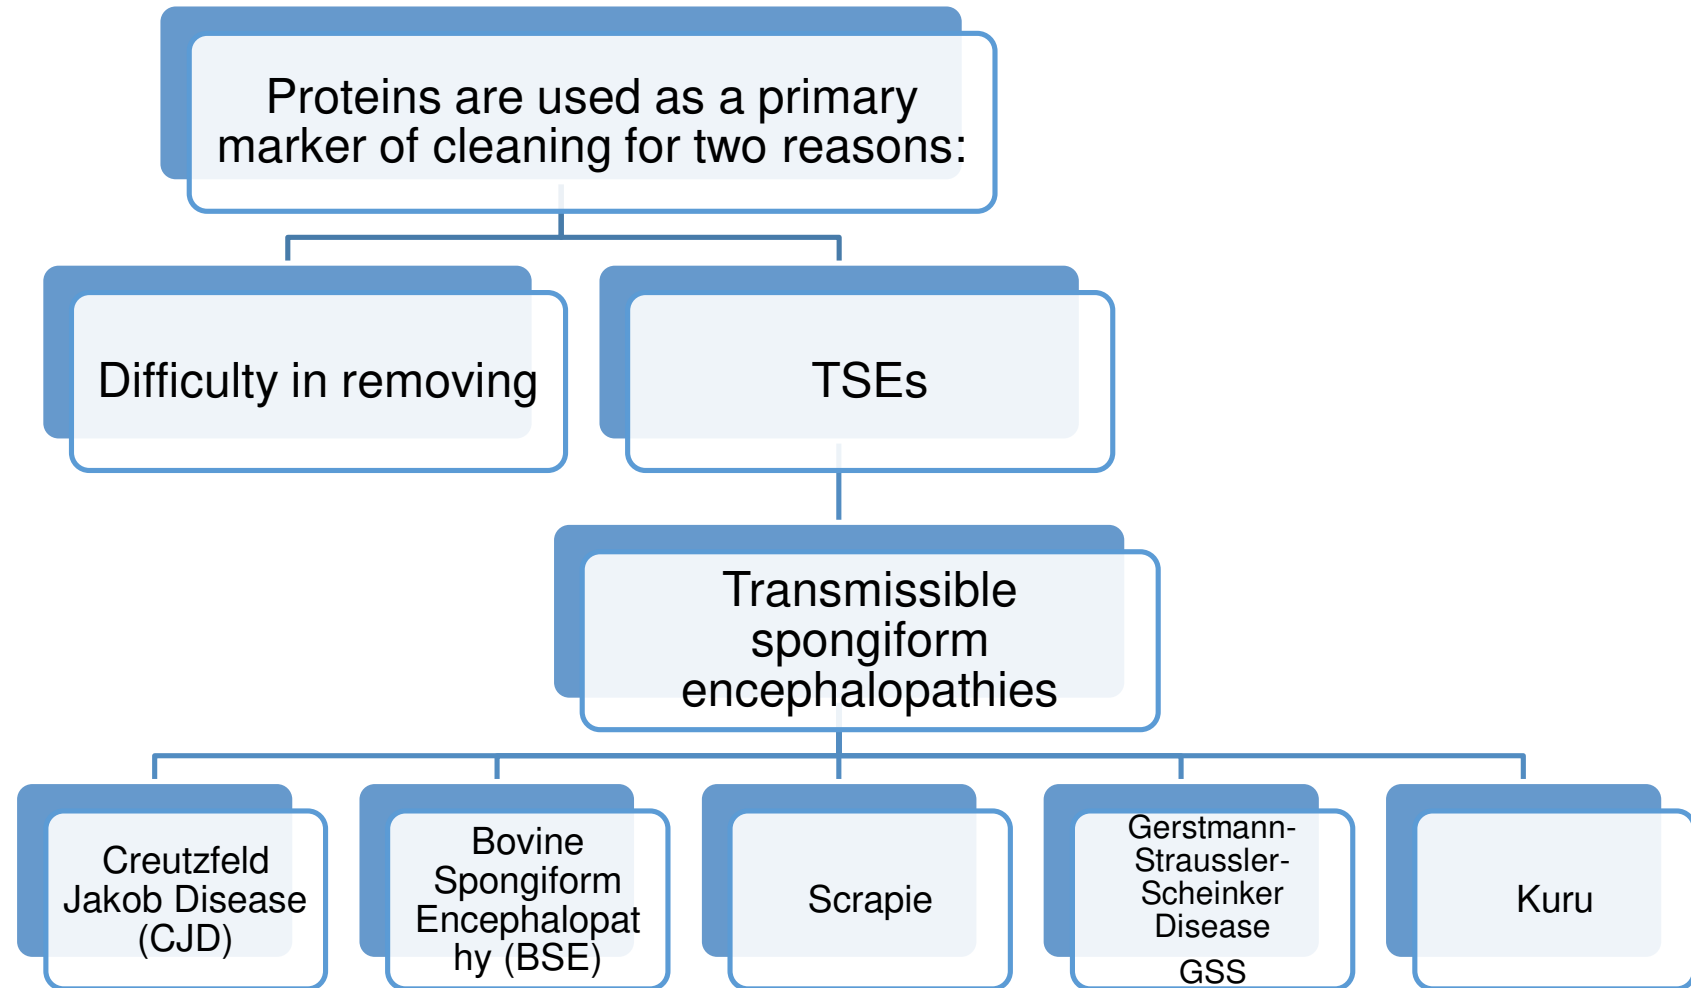 Proteins are used as a primary
marker of cleaning for two reasons:
Difficulty in removing
TSEs
Transmissible
spongiform
encephalopathies
Creutzfeld
Jakob Disease
(CJD)
Bovine
Spongiform
Encephalopat
hy (BSE)
Scrapie
Gerstmann-
Straussler-
Scheinker
Disease
GSS
Kuru